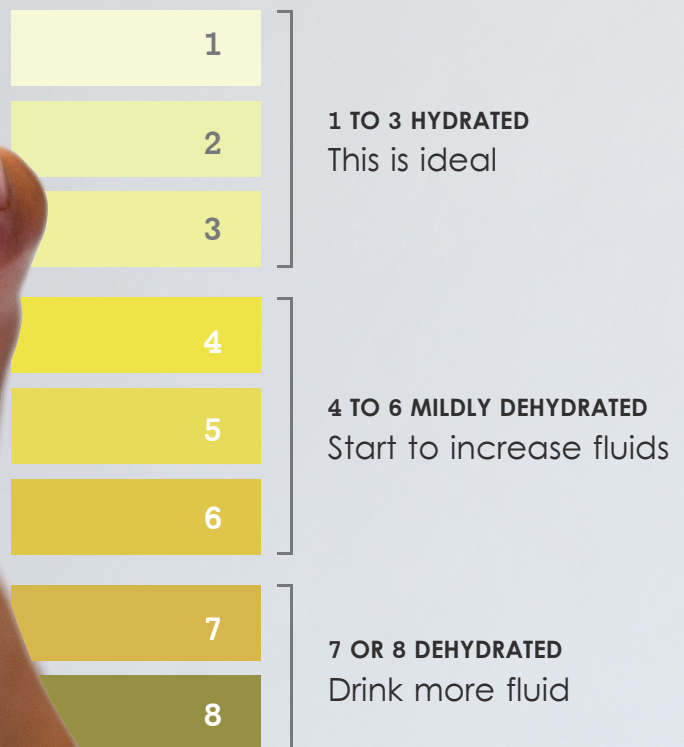 1
2
3
1 TO 3 HYDRATED
This is ideal
4
5
6
4 TO 6 MILDLY DEHYDRATED
Start to increase fluids
7
8
7 OR 8 DEHYDRATED
Drink more fluid